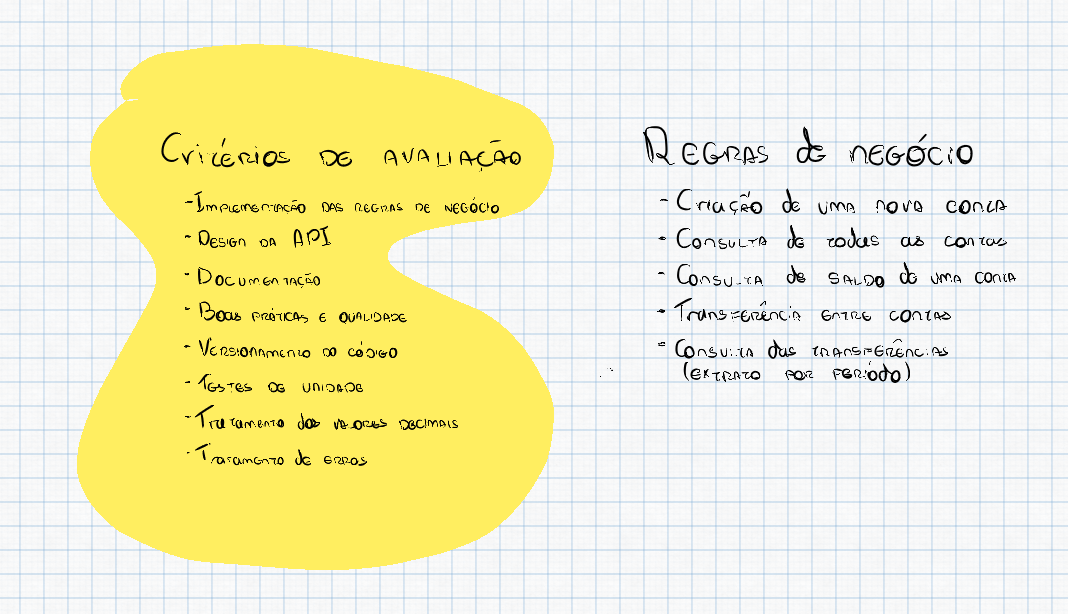 Critérios de avaliação
- Implementação das regras de negócio
- Design da API
- Documentação
- Boas práticas e qualidade
- Versionamento do código
- Testes de unidade
- Tratamento dos valores decimais
- Tratamento de erros
Regras de negócio
- Criação de uma nova conta
- Consulta de todas as contas
- Consulta de saldo de uma conta
- Transferência entre contas
- Consulta das transferências
(extrato por período)